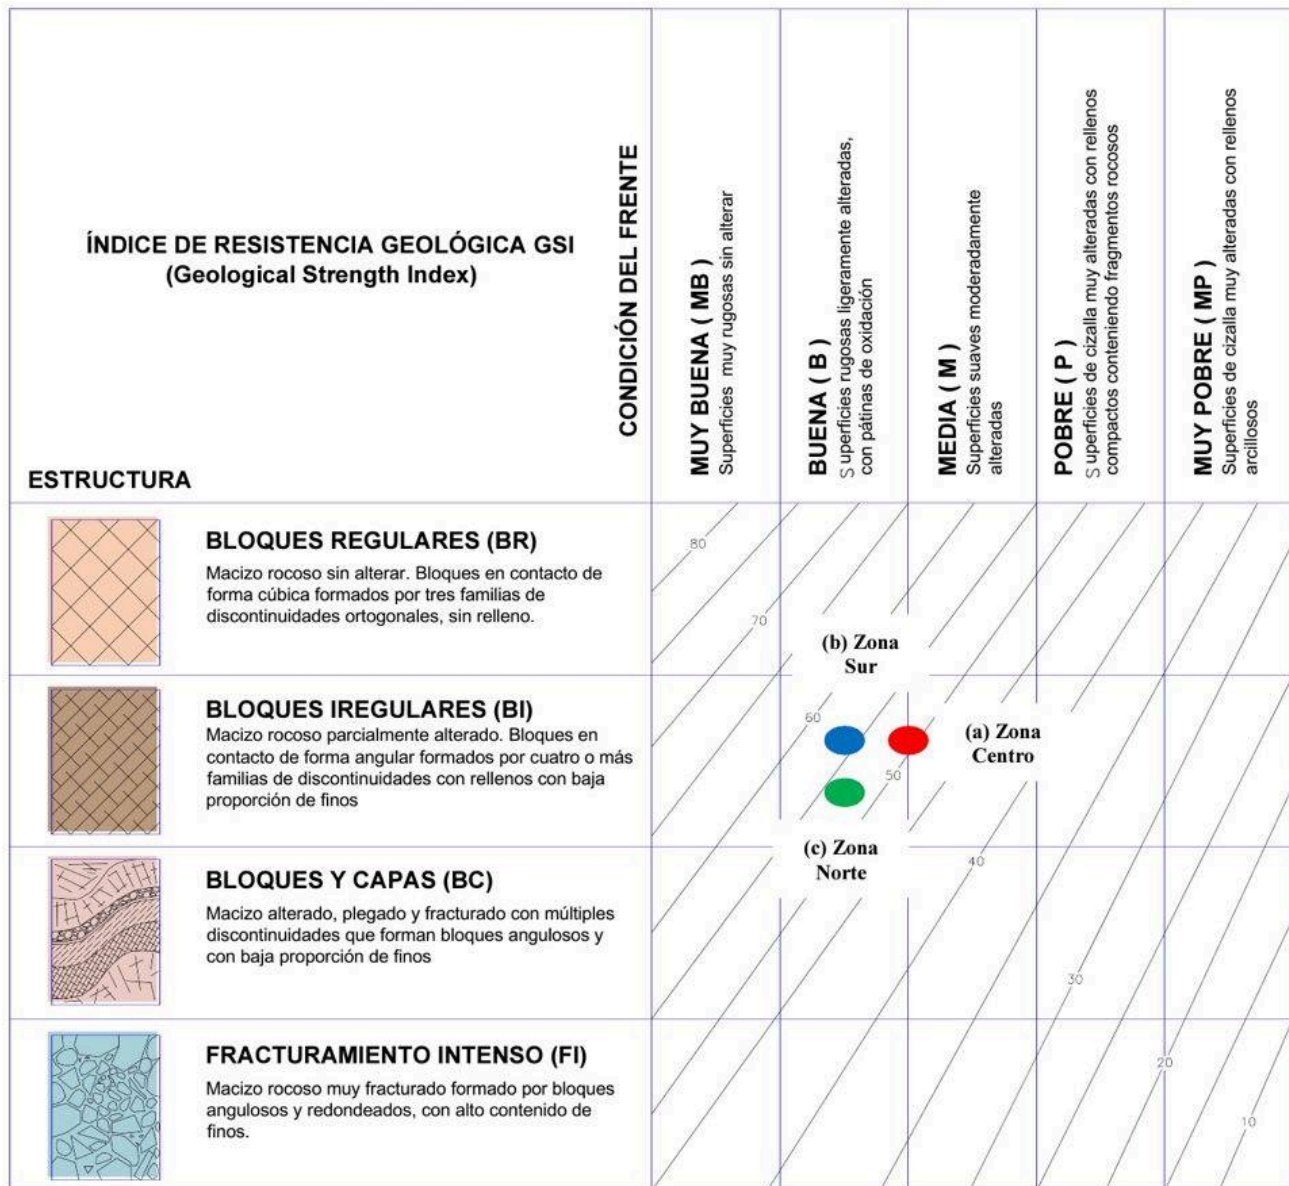 ÍNDICE DE RESISTENCIA GEOLÓGICA GSI
(Geological Strength Index)
ESTRUCTURA
CONDICIÓN DEL FRENTE
MUY BUENA ( MB )
Superficies muy rugosas sin alterar
BUENA ( B )
S uperficies rugosas ligeramente alteradas,
con pátinas de oxidación
MEDIA ( M )
Superficies suaves moderadamente
alteradas
POBRE ( P )
S uperficies de cizalla muy alteradas con rellenos
compactos conteniendo fragmentos rocosos
MUY POBRE ( MP )
Superficies de cizalla muy alteradas con rellenos
arcillosos
BLOQUES REGULARES (BR)
Macizo rocoso sin alterar. Bloques en contacto de
forma cúbica formados por tres familias de
discontinuidades ortogonales, sin relleno.
80
70
(b) Zona
Sur
BLOQUES IREGULARES (BI)
Macizo rocoso parcialmente alterado. Bloques en
contacto de forma angular formados por cuatro o más
familias de discontinuidades con rellenos con baja
proporción de finos
60
(a) Zona
Centro
50
(c) Zona
Norte
BLOQUES Y CAPAS (BC)
Macizo alterado, plegado y fracturado con múltiples
discontinuidades que forman bloques angulosos y
con baja proporción de finos
40
30
FRACTURAMIENTO INTENSO (FI)
Macizo rocoso muy fracturado formado por bloques
angulosos y redondeados, con alto contenido de
finos.
20
10